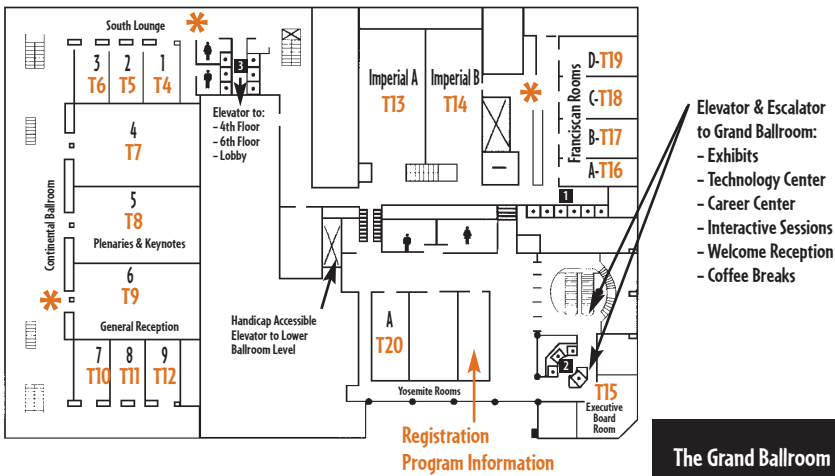 South Lounge
3
T6
2
T5
1
T4
3
Elevator to:
– 4th Floor
– 6th Floor
– Lobby
Imperial A
T13
Imperial B
T14
Franciscan Rooms
D-T19
C-T18
B-T17
A-T16
1
Elevator & Escalator
to Grand Ballroom:
– Exhibits
– Technology Center
– Career Center
– Interactive Sessions
– Welcome Reception
– Coffee Breaks
Continental Ballroom
4
T7
5
T8
Plenaries & Keynotes
6
T9
General Reception
7
T10
8
T11
9
T12
Handicap Accessible
Elevator to Lower
Ballroom Level
A
T20
Yosemite Rooms
Registration
Program Information
2
T15
Executive
Board
Room
The Grand Ballroom